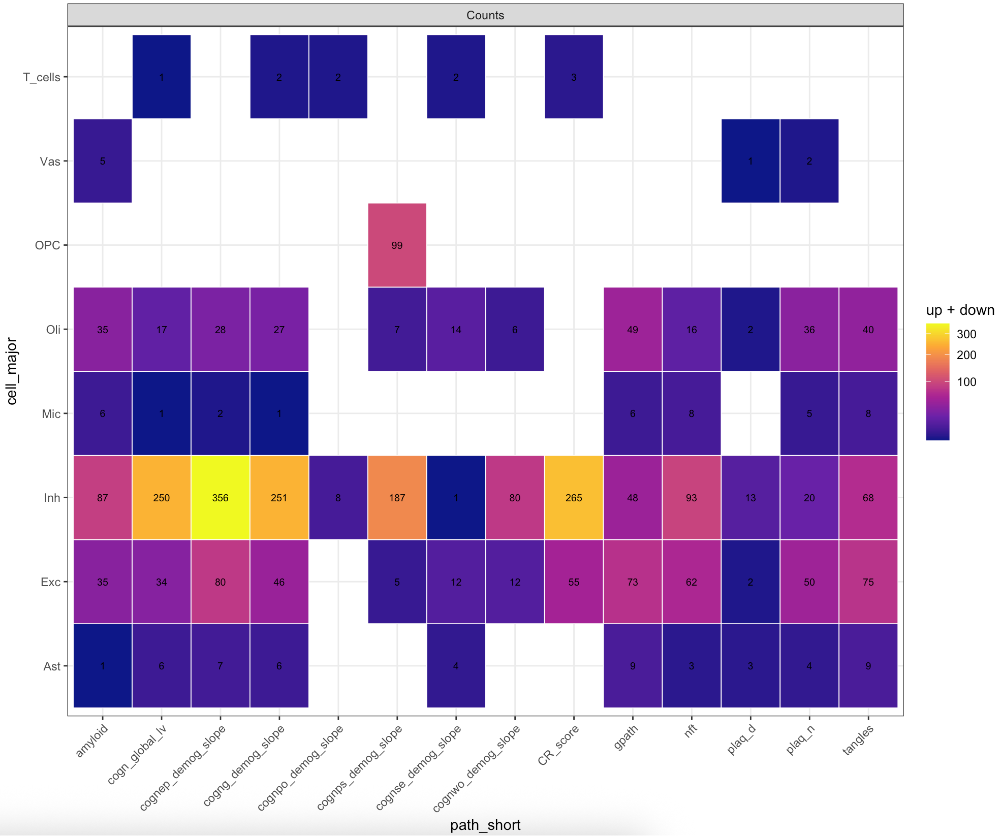 Counts
T_cells 1 2 2 2 3
Vas 5 1 2
OPC 99
Oli 35 17 28 27 7 14 6 49 16 2 36 40
Mic 6 1 2 1 6 8 5 8
Inh 87 250 356 251 8 187 1 80 265 48 93 13 20 68
Exc 35 34 80 46 5 12 12 55 73 62 2 50 75
Ast 1 6 7 6 4 9 3 3 4 9
cell_major
amyloid
cogn_global_lv
cognep_demog_slope
cogng_demog_slope
cognpo_demog_slope
cognps_demog_slope
cognse_demog_slope
cognwo_demog_slope
CR_score
gpath
nft
plaq_d
plaq_n
tangles
path_short
up + down
300
200
100